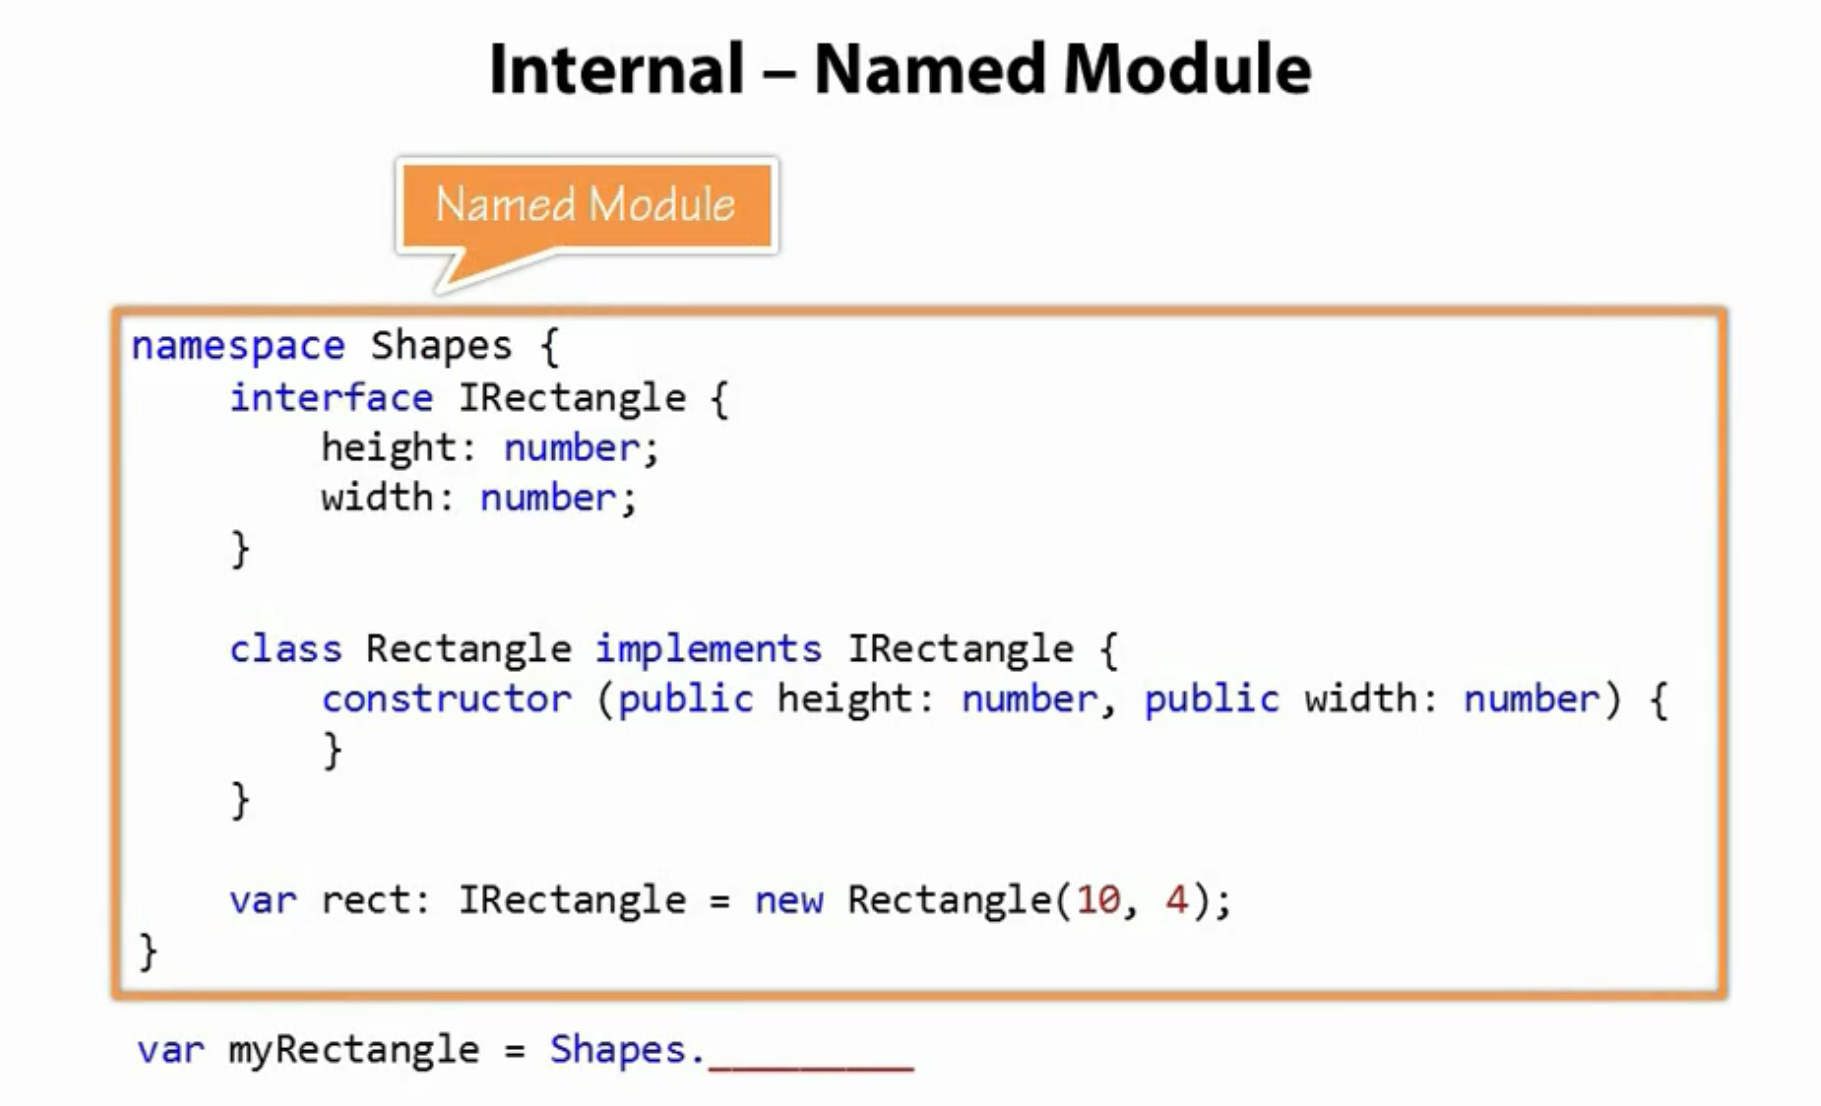 Internal – Named Module
Named Module
namespace Shapes {
interface IRectangle {
height: number;
width: number;
}
class Rectangle implements IRectangle {
constructor (public height: number, public width: number) {
}
}
var rect: IRectangle = new Rectangle(10, 4);
}
var myRectangle = Shapes._________